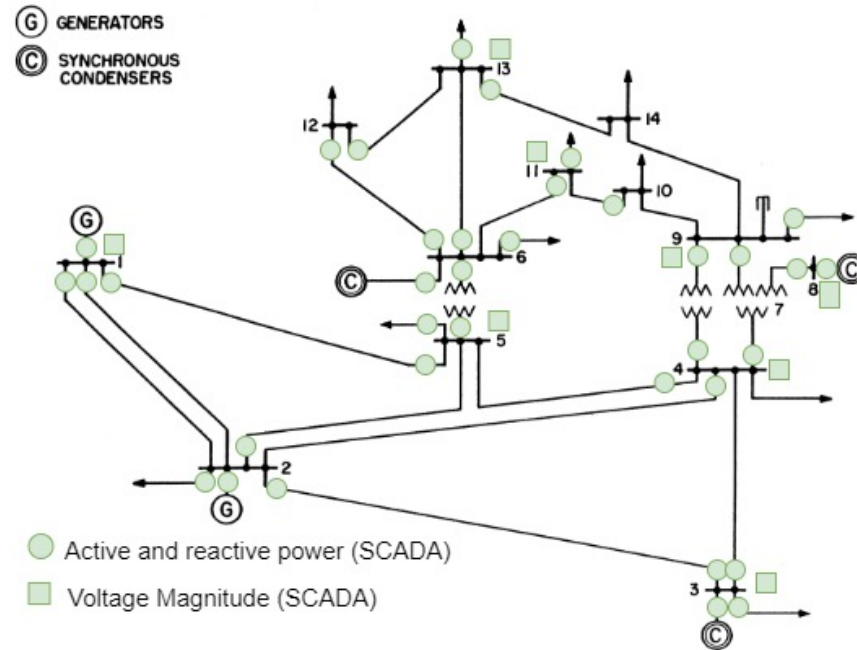 G GENERATORS
C SYNCHRONOUS
CONDENSERS
13
12
14
11
10
G
1
6
9
C
8
C
7
5
4
2
G
Active and reactive power (SCADA)
Voltage Magnitude (SCADA)
3
C